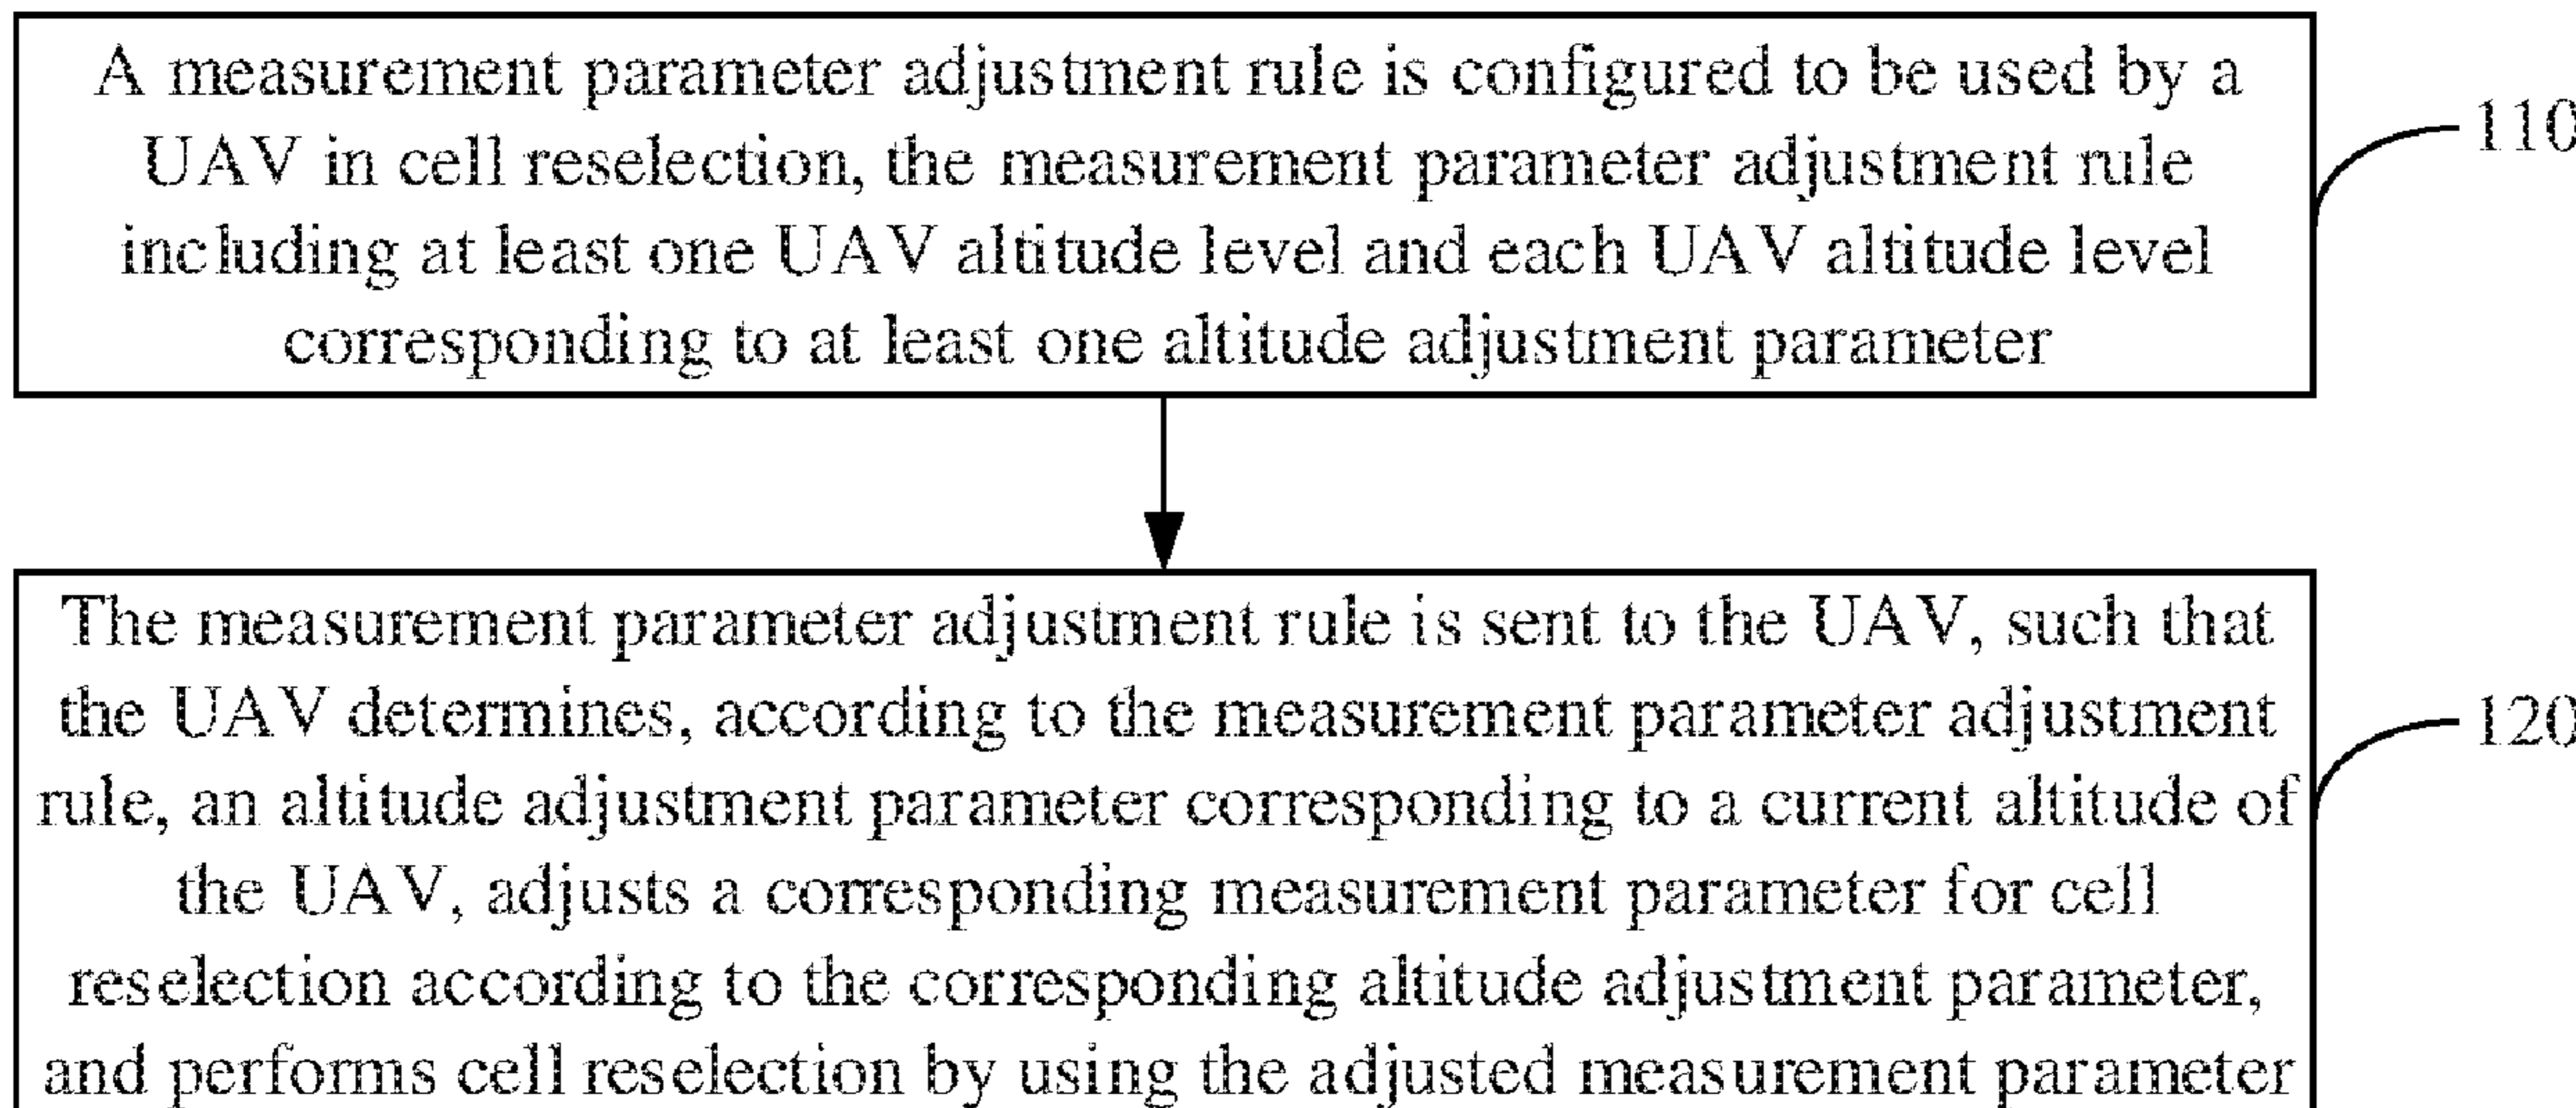 A measurement parameter adjustment rule is configured to be used by a
UAV in cell reselection, the measurement parameter adjustment rule
including at least one UAV altitude level and each UAV altitude level
corresponding to at least one altitude adjustment parameter
110
The measurement parameter adjustment rule is sent to the UAV, such that
the UAV determines, according to the measurement parameter adjustment
rule, an altitude adjustment parameter corresponding to a current altitude of
the UAV, adjusts a corresponding measurement parameter for cell
reselection according to the corresponding altitude adjustment parameter,
and performs cell reselection by using the adjusted measurement parameter
120